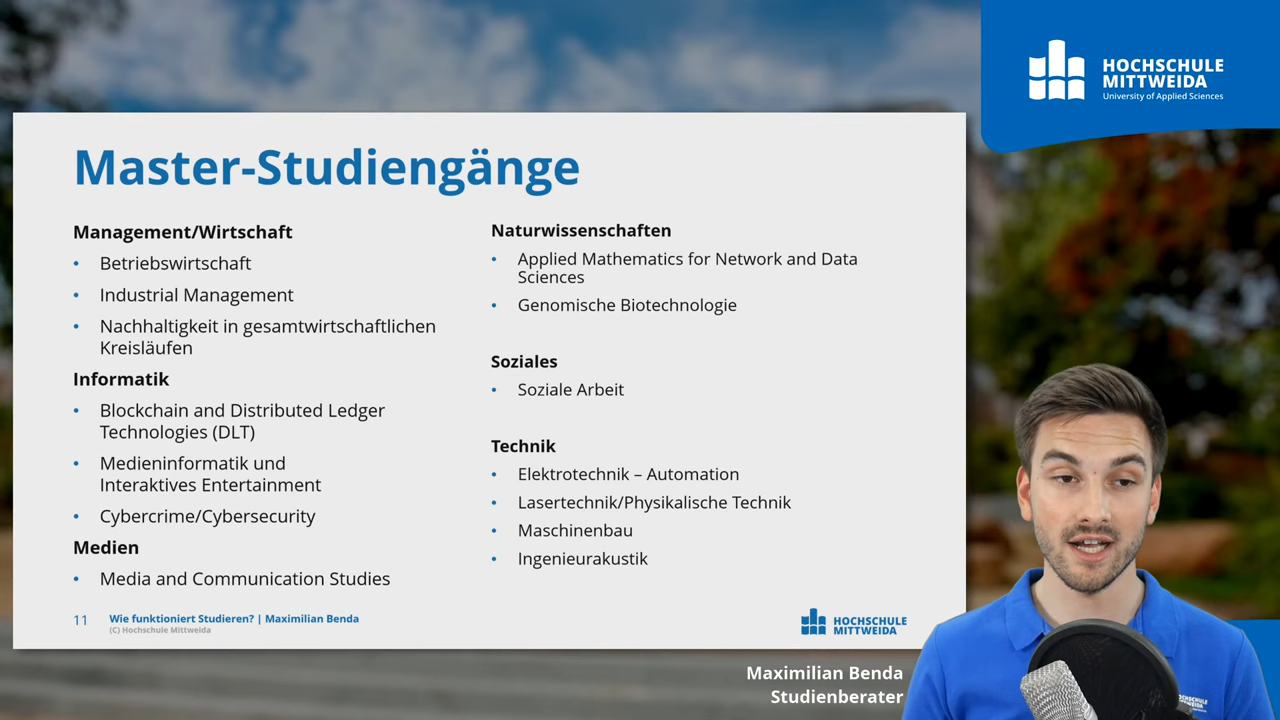 HOCHSCHULE
MITTWEIDA
University of Applied Sciences
Master-Studiengänge
Management/Wirtschaft
• Betriebswirtschaft
• Industrial Management
• Nachhaltigkeit in gesamtwirtschaftlichen
Kreisläufen
Informatik
• Blockchain and Distributed Ledger
Technologies (DLT)
• Medieninformatik und
Interaktives Entertainment
• Cybercrime/Cybersecurity
Medien
• Media and Communication Studies
Naturwissenschaften
• Applied Mathematics for Network and Data
Sciences
• Genomische Biotechnologie
Soziales
• Soziale Arbeit
Technik
• Elektrotechnik – Automation
• Lasertechnik/Physikalische Technik
• Maschinenbau
• Ingenieurakustik
11 Wie funktioniert Studieren? | Maximilian Benda
(C) Hochschule Mittweida
HOCHSCHULE
MITTWEIDA
Maximilian Benda
Studienberater